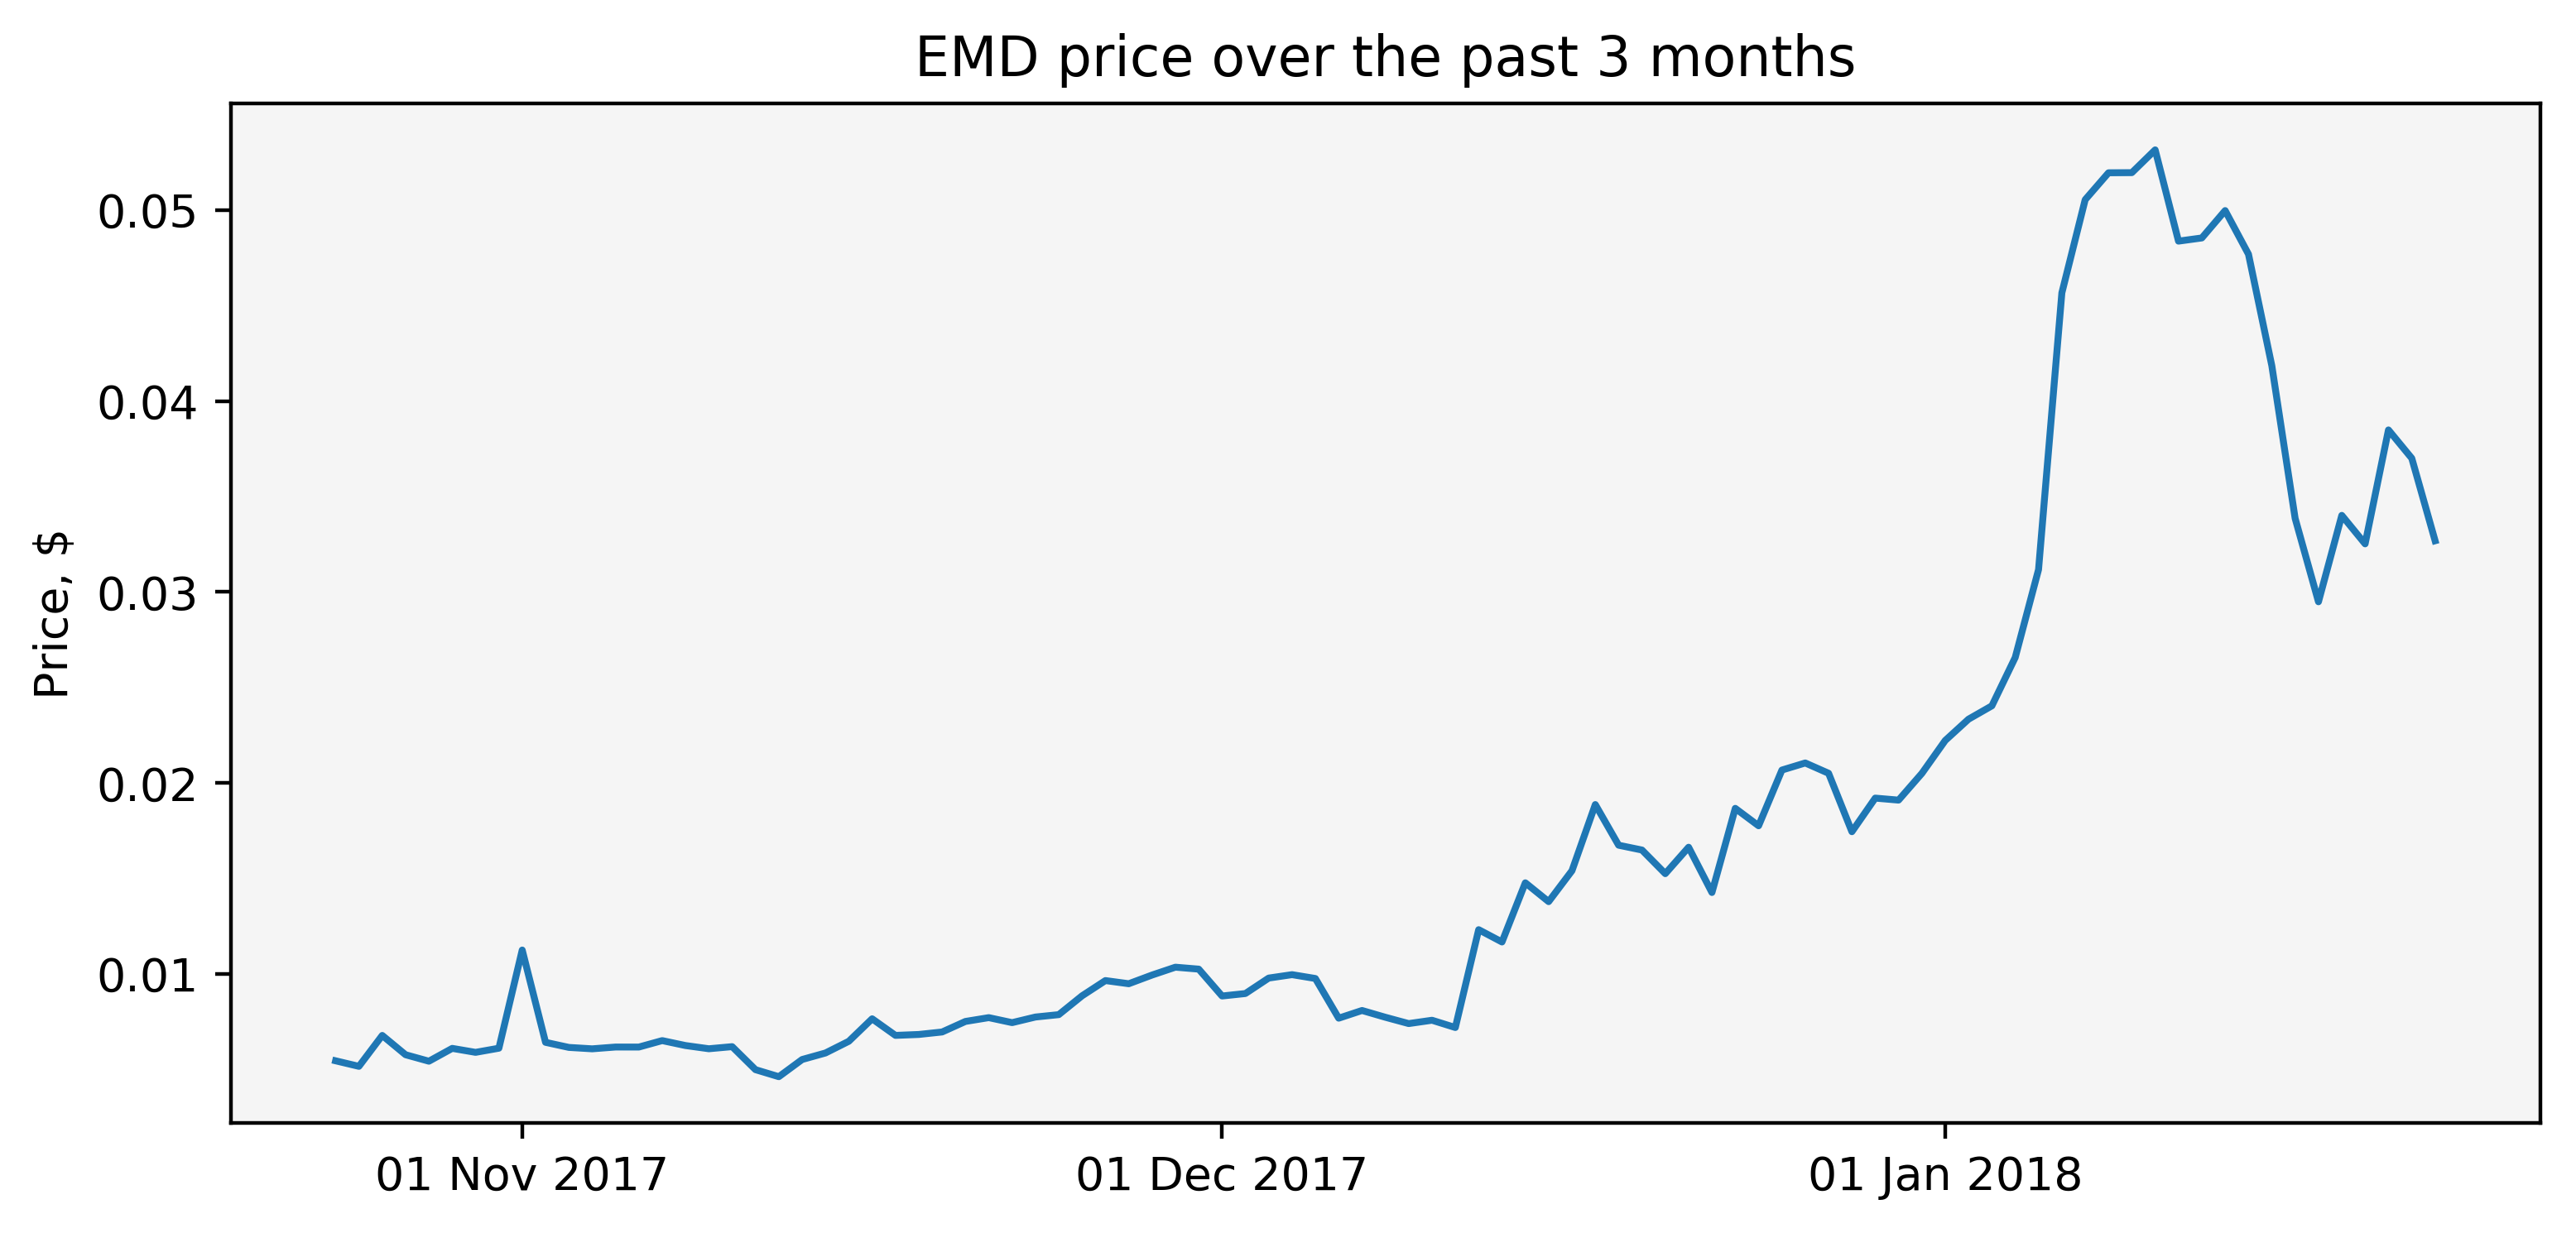 EMD price over the past 3 months
Price, $
0.05
0.04
0.03
0.02
0.01
01 Nov 2017
01 Dec 2017
01 Jan 2018